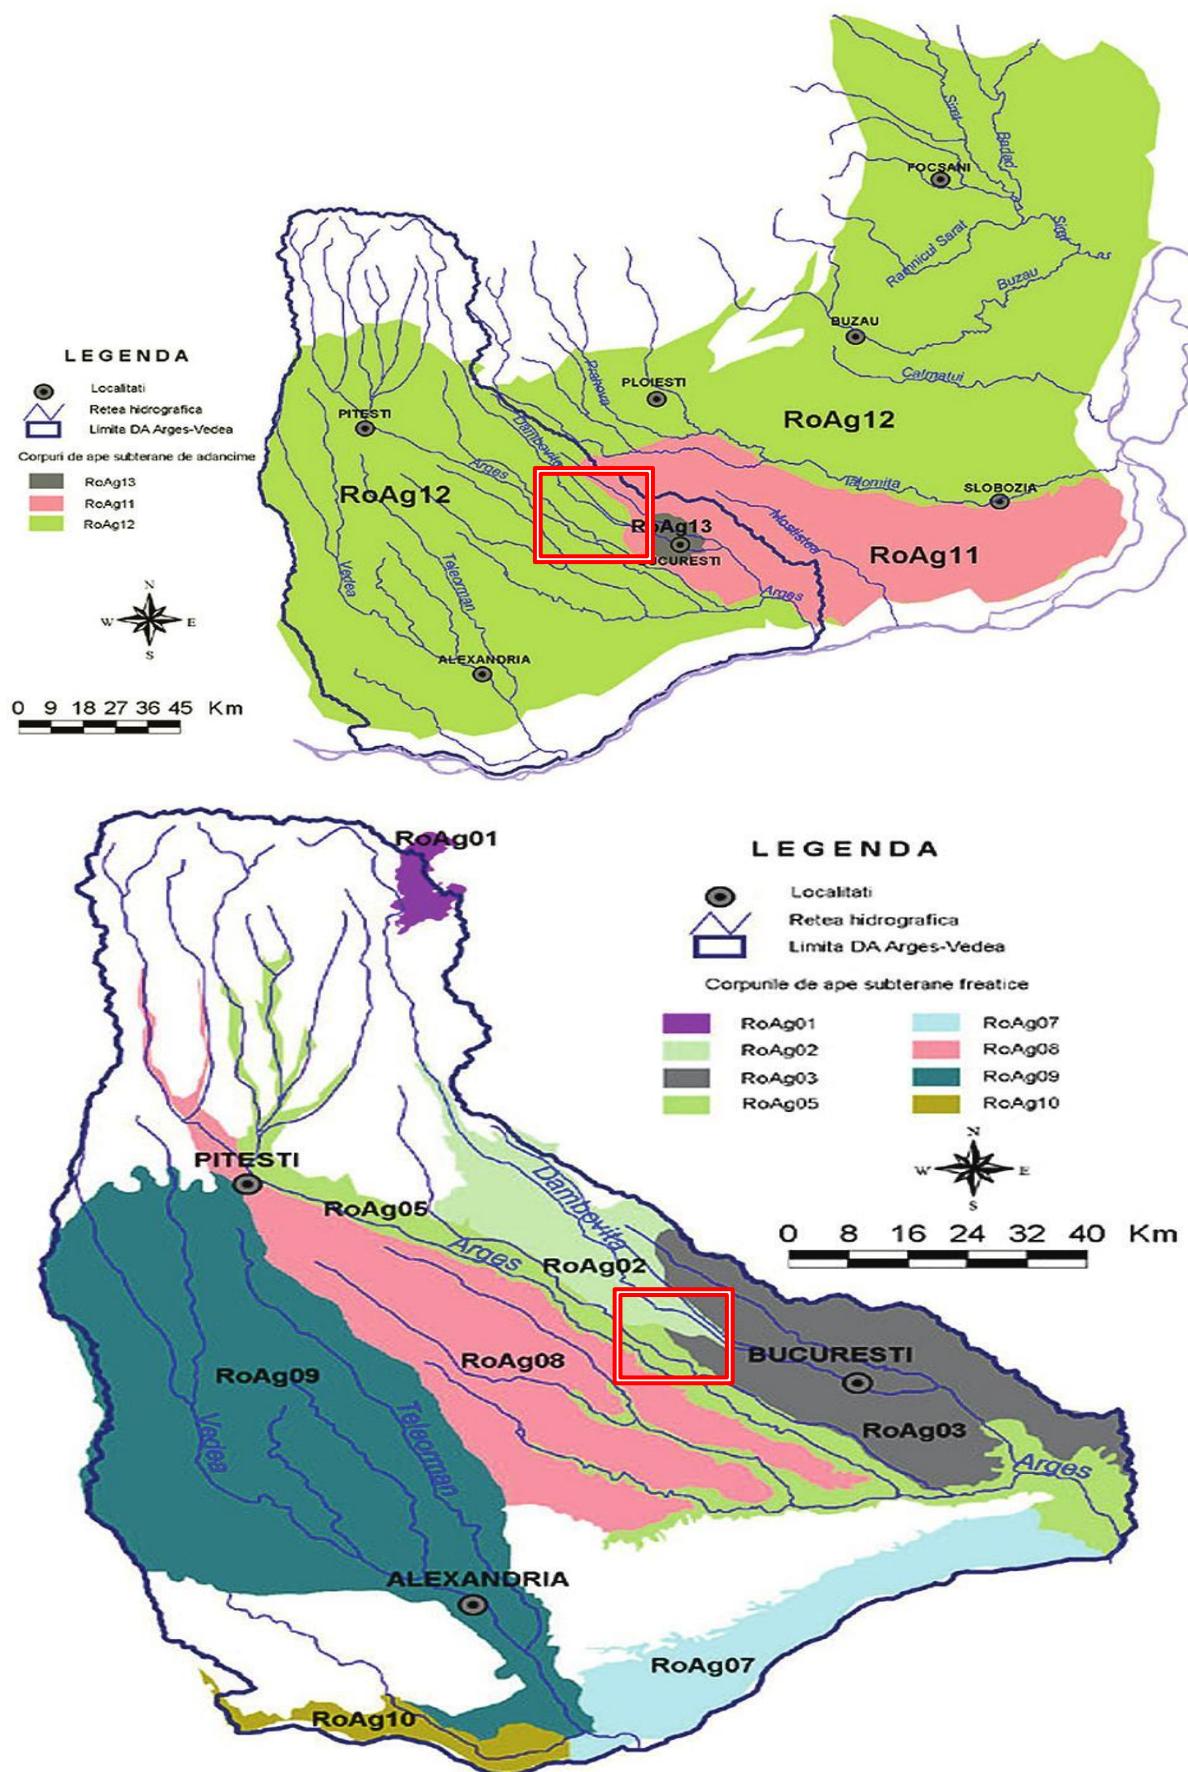 Siret
Barlad
FOCSANI
Ramnicul Sarat
Siret
Buzau
BUZAU
Calmatui
LEGENDA
Localitati
Retea hidrografica
Limita DA Arges-Vedea
Corpuri de ape subterane de adancime
RoAg13
RoAg11
RoAg12
Prahova
PLOIESTI
PITESTI
Dambovita
RoAg12
Arges
RoAg12
Ialomita
SLOBOZIA
RoAg13
Mostistea
UCURESTI
RoAg11
Vedea
Teleorman
Arges
ALEXANDRIA
N
W E
S
0 9 18 27 36 45 Km
RoAg01
LEGENDA
Localitati
Retea hidrografica
Limita DA Arges-Vedea
Corpurile de ape subterane freatice
RoAg01
RoAg02
RoAg03
RoAg05
RoAg07
RoAg08
RoAg09
RoAg10
N
W E
S
0 8 16 24 32 40 Km
PITESTI
RoAg05
Dambovita
Arges
RoAg02
BUCURESTI
RoAg08
RoAg09
RoAg03
Vedea
Teleorman
Arges
ALEXANDRIA
RoAg07
RoAg10